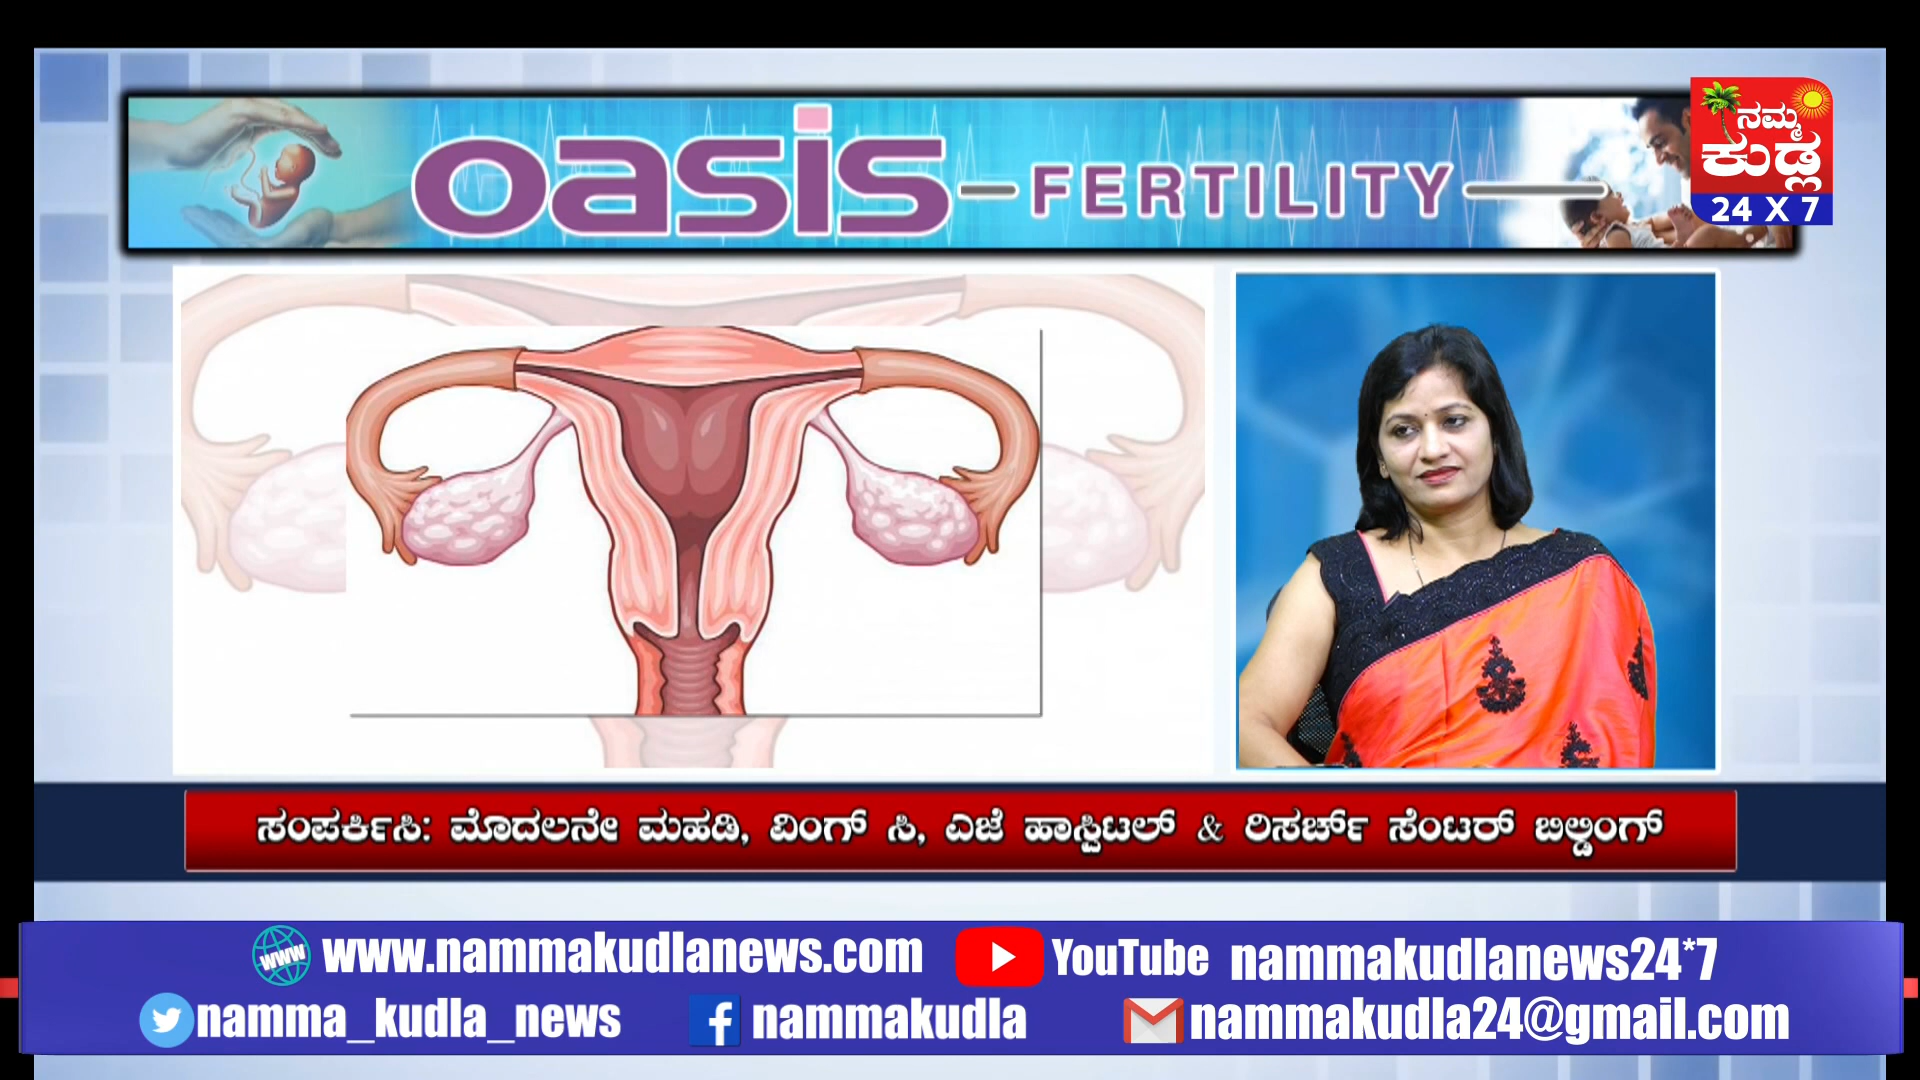 oasis FERTILITY
ನಮ್ಮ
ಕುಡ್ಲ
24 X 7
ಸಂಪರ್ಕಿಸಿ: ಮೊದಲನೇ ಮಹಡಿ, ವಿಂಗ್ ಸಿ, ಎಜೆ ಹಾಸ್ಪಿಟಲ್ & ರಿಸರ್ಚ್ ಸೆಂಟರ್ ಬಿಲ್ಡಿಂಗ್
www www.nammakudlanews.com YouTube nammakudlanews24*7
namma_kudla_news nammakudla nammakudla24@gmail.com